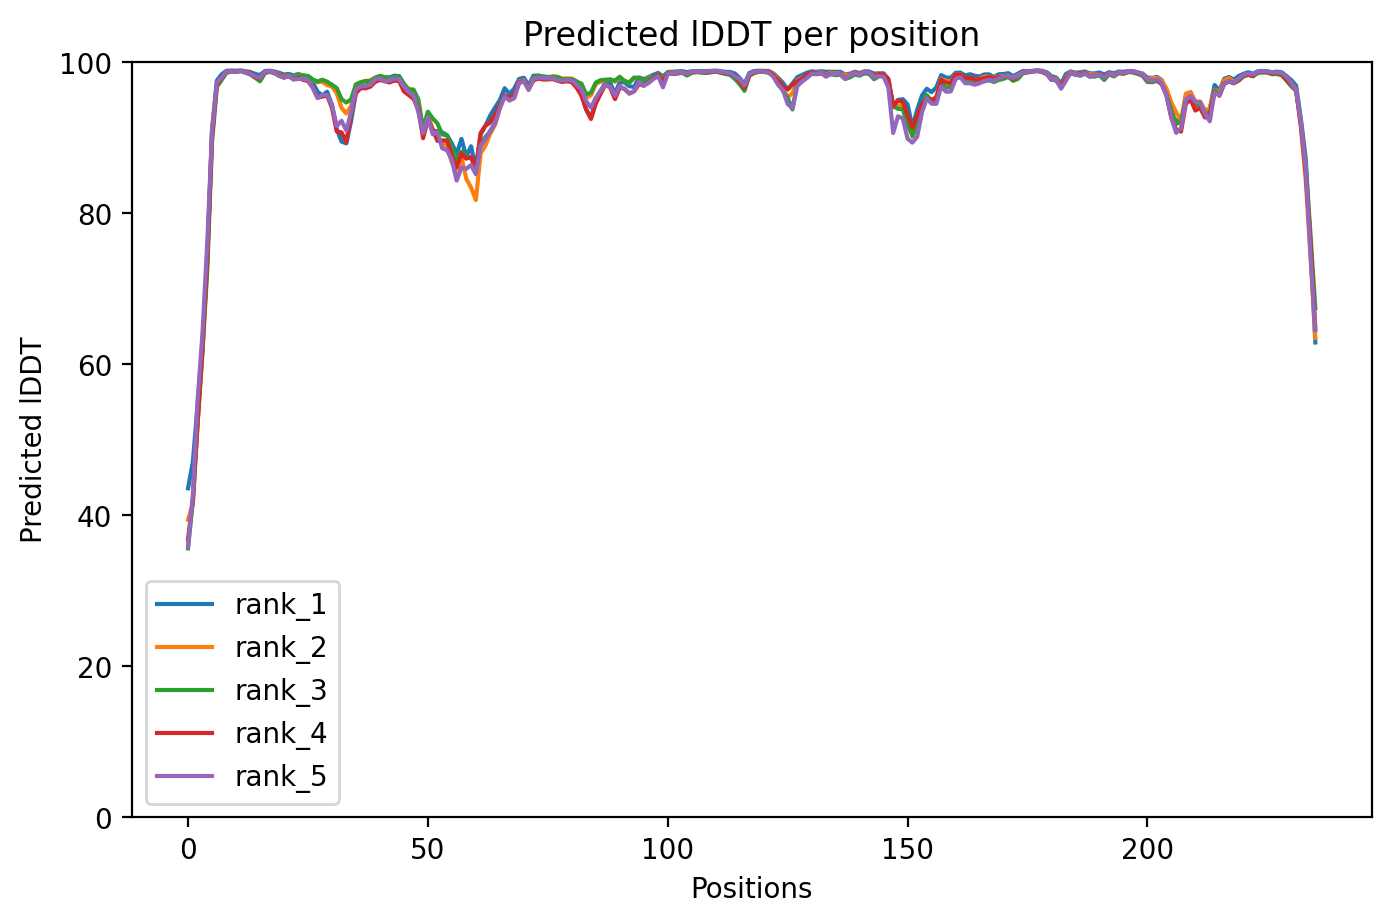 Predicted lDDT per position
Predicted lDDT
100
80
60
40
20
0
rank_1
rank_2
rank_3
rank_4
rank_5
0 50 100 150 200
Positions